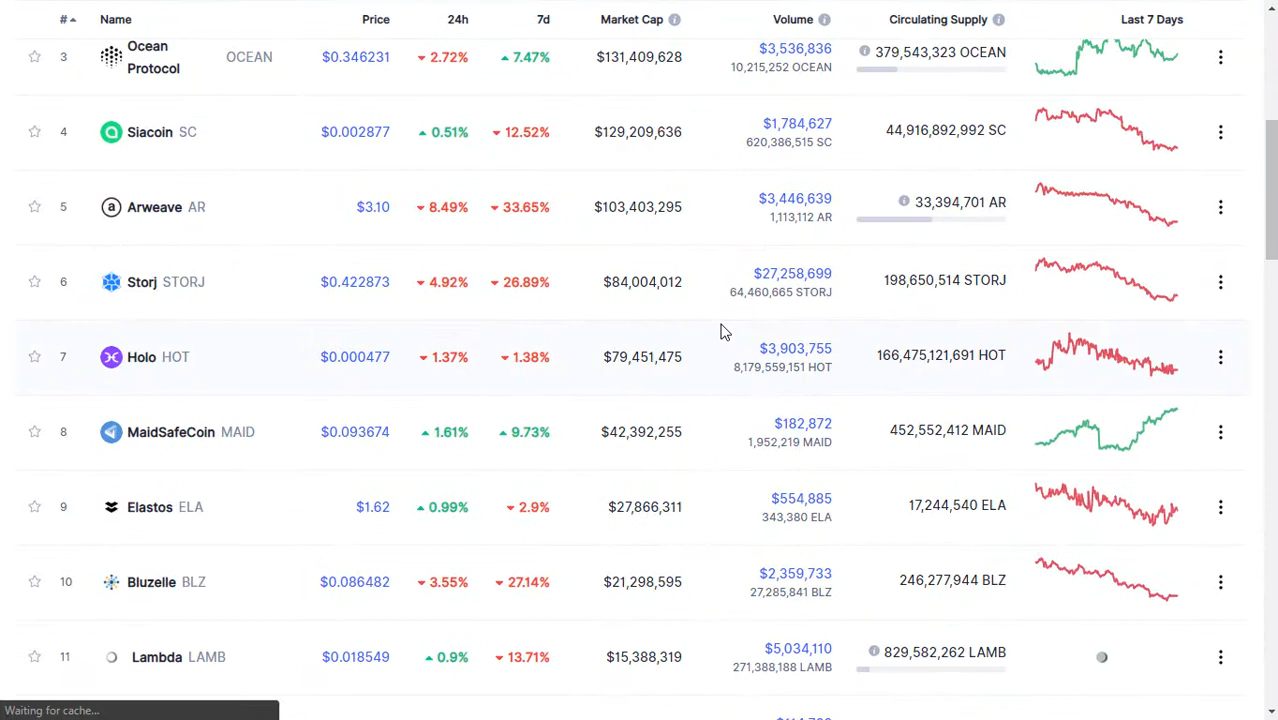 # Name Price 24h 7d Market Cap Volume Circulating Supply Last 7 Days
3 Ocean Protocol OCEAN $0.346231 2.72% 7.47% $131,409,628 $3,536,836 379,543,323 OCEAN
10,215,252 OCEAN
4 Siacoin SC $0.002877 0.51% 12.52% $129,209,636 $1,784,627 44,916,892,992 SC
620,386,515 SC
5 Arweave AR $3.10 8.49% 33.65% $103,403,295 $3,446,639 33,394,701 AR
1,113,112 AR
6 Storj STORJ $0.422873 4.92% 26.89% $84,004,012 $27,258,699 198,650,514 STORJ
64,460,665 STORJ
7 Holo HOT $0.000477 1.37% 1.38% $79,451,475 $3,903,755 166,475,121,691 HOT
8,179,559,151 HOT
8 MaidSafeCoin MAID $0.093674 1.61% 9.73% $42,392,255 $182,872 452,552,412 MAID
1,952,219 MAID
9 Elastos ELA $1.62 0.99% 2.9% $27,866,311 $554,885 17,244,540 ELA
343,380 ELA
10 Bluzelle BLZ $0.086482 3.55% 27.14% $21,298,595 $2,359,733 246,277,944 BLZ
27,285,841 BLZ
11 Lambda LAMB $0.018549 0.9% 13.71% $15,388,319 $5,034,110 829,582,262 LAMB
271,388,188 LAMB
Waiting for cache...